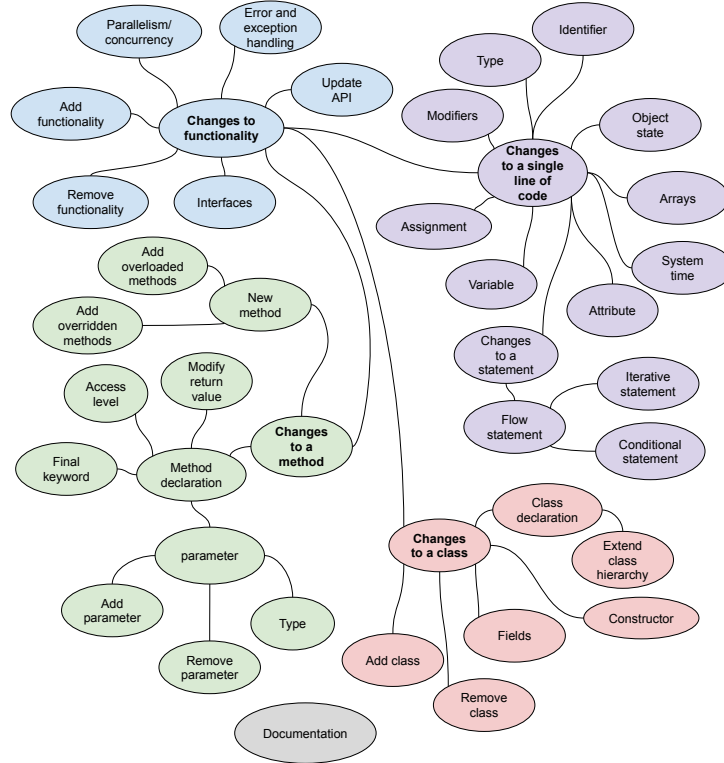 Parallelism/
concurrency
Error and
exception
handling
Update
API
Add
functionality
Changes to
functionality
Remove
functionality
Interfaces
Identifier
Type
Modifiers
Object
state
Changes
to a single
line of
code
Arrays
Assignment
System
time
Variable
Attribute
Changes
to a
statement
Iterative
statement
Flow
statement
Conditional
statement
Add
overloaded
methods
New
method
Add
overridden
methods
Modify
return
value
Access
level
Changes
to a
method
Final
keyword
Method
declaration
parameter
Add
parameter
Type
Remove
parameter
Class
declaration
Changes
to a class
Extend
class
hierarchy
Constructor
Fields
Add class
Remove
class
Documentation